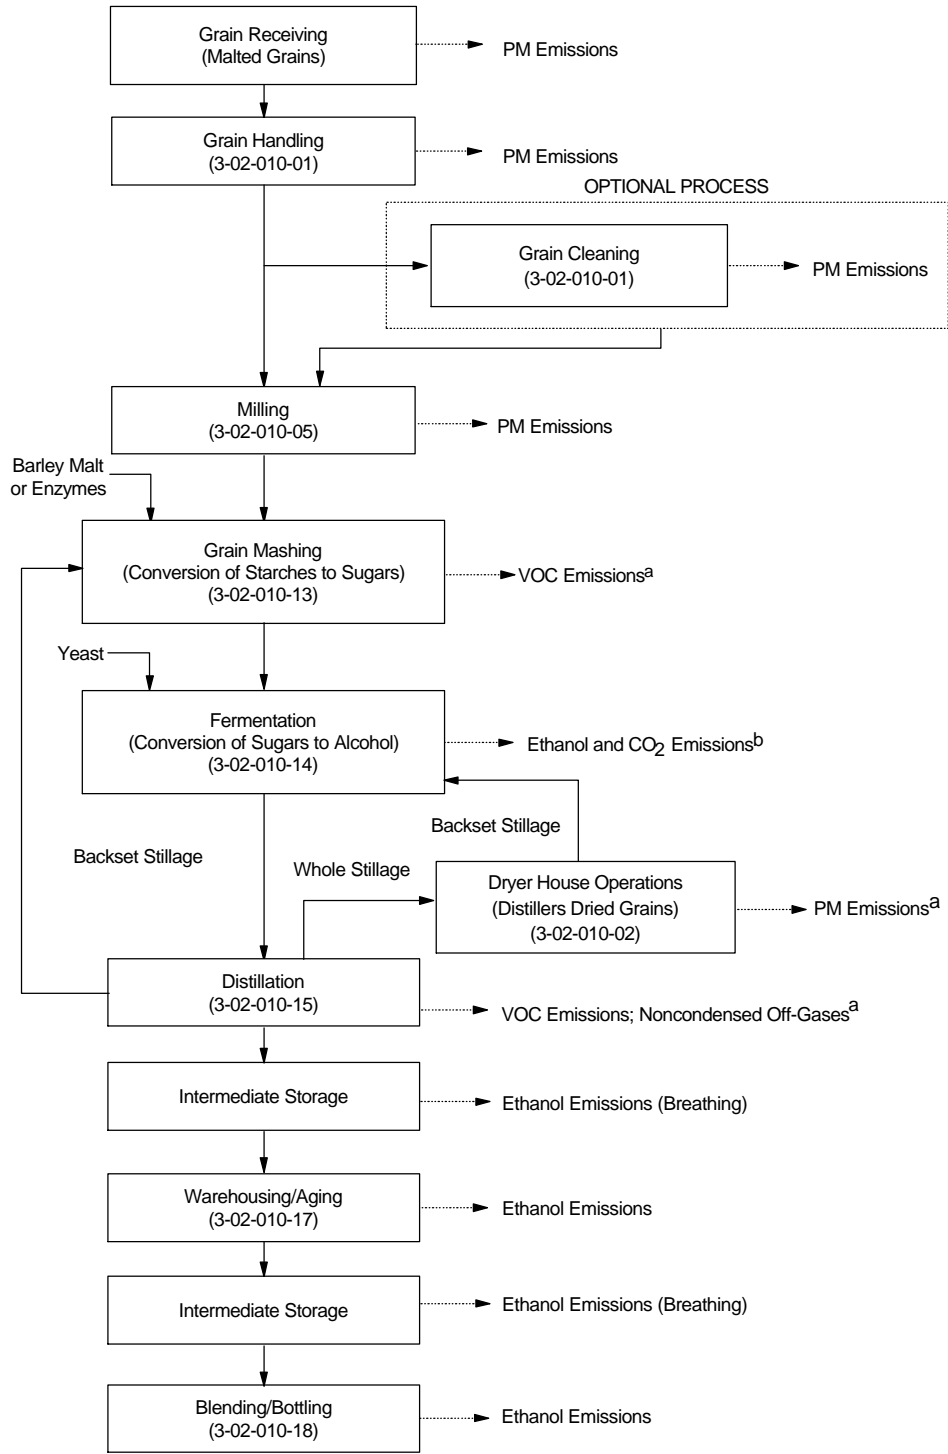 Grain Receiving
(Malted Grains)
PM Emissions
Grain Handling
(3-02-010-01)
PM Emissions
OPTIONAL PROCESS
Grain Cleaning
(3-02-010-01)
PM Emissions
Milling
(3-02-010-05)
PM Emissions
Barley Malt
or Enzymes
Grain Mashing
(Conversion of Starches to Sugars)
(3-02-010-13)
VOC Emissionsa
Yeast
Fermentation
(Conversion of Sugars to Alcohol)
(3-02-010-14)
Ethanol and CO2 Emissionsb
Backset Stillage
Backset Stillage
Whole Stillage
Dryer House Operations
(Distillers Dried Grains)
(3-02-010-02)
PM Emissionsa
Distillation
(3-02-010-15)
VOC Emissions; Noncondensed Off-Gasesa
Intermediate Storage
Ethanol Emissions (Breathing)
Warehousing/Aging
(3-02-010-17)
Ethanol Emissions
Intermediate Storage
Ethanol Emissions (Breathing)
Blending/Bottling
(3-02-010-18)
Ethanol Emissions